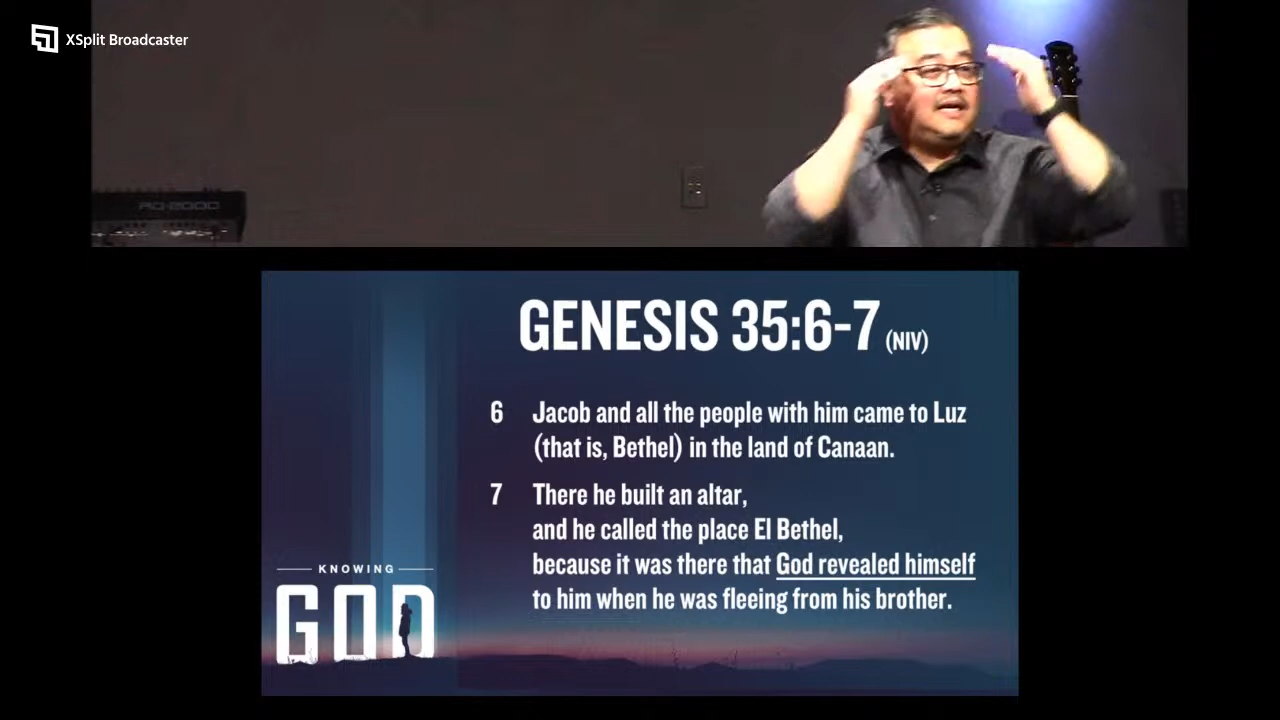 XSplit Broadcaster
RD-2000
GENESIS 35:6-7 (NIV)
6 Jacob and all the people with him came to Luz
(that is, Bethel) in the land of Canaan.
7 There he built an altar,
and he called the place El Bethel,
because it was there that God revealed himself
to him when he was fleeing from his brother.
KNOWING
GOD